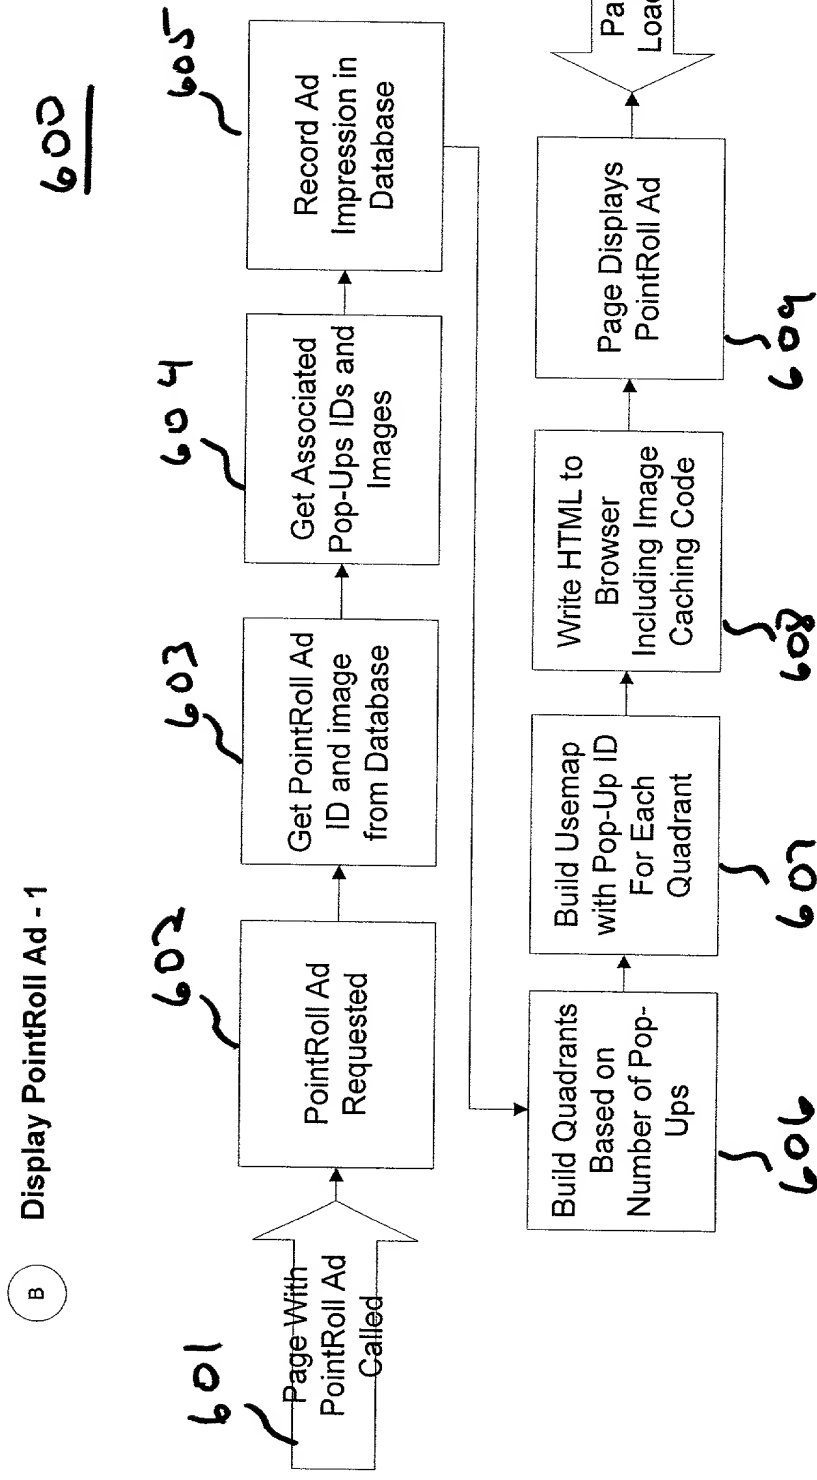 B
Display PointRoll Ad - 1
600
601
Page With
PointRoll Ad
Called
602
PointRoll Ad
Requested
603
Get PointRoll Ad
ID and image
from Database
604
Get Associated
Pop-Ups IDs and
Images
605
Record Ad
Impression in
Database
Build Quadrants
Based on
Number of Pop-
Ups
606
Build Usemap
with Pop-Up ID
For Each
Quadrant
607
Write HTML to
Browser
Including Image
Caching Code
608
Page Displays
PointRoll Ad
609